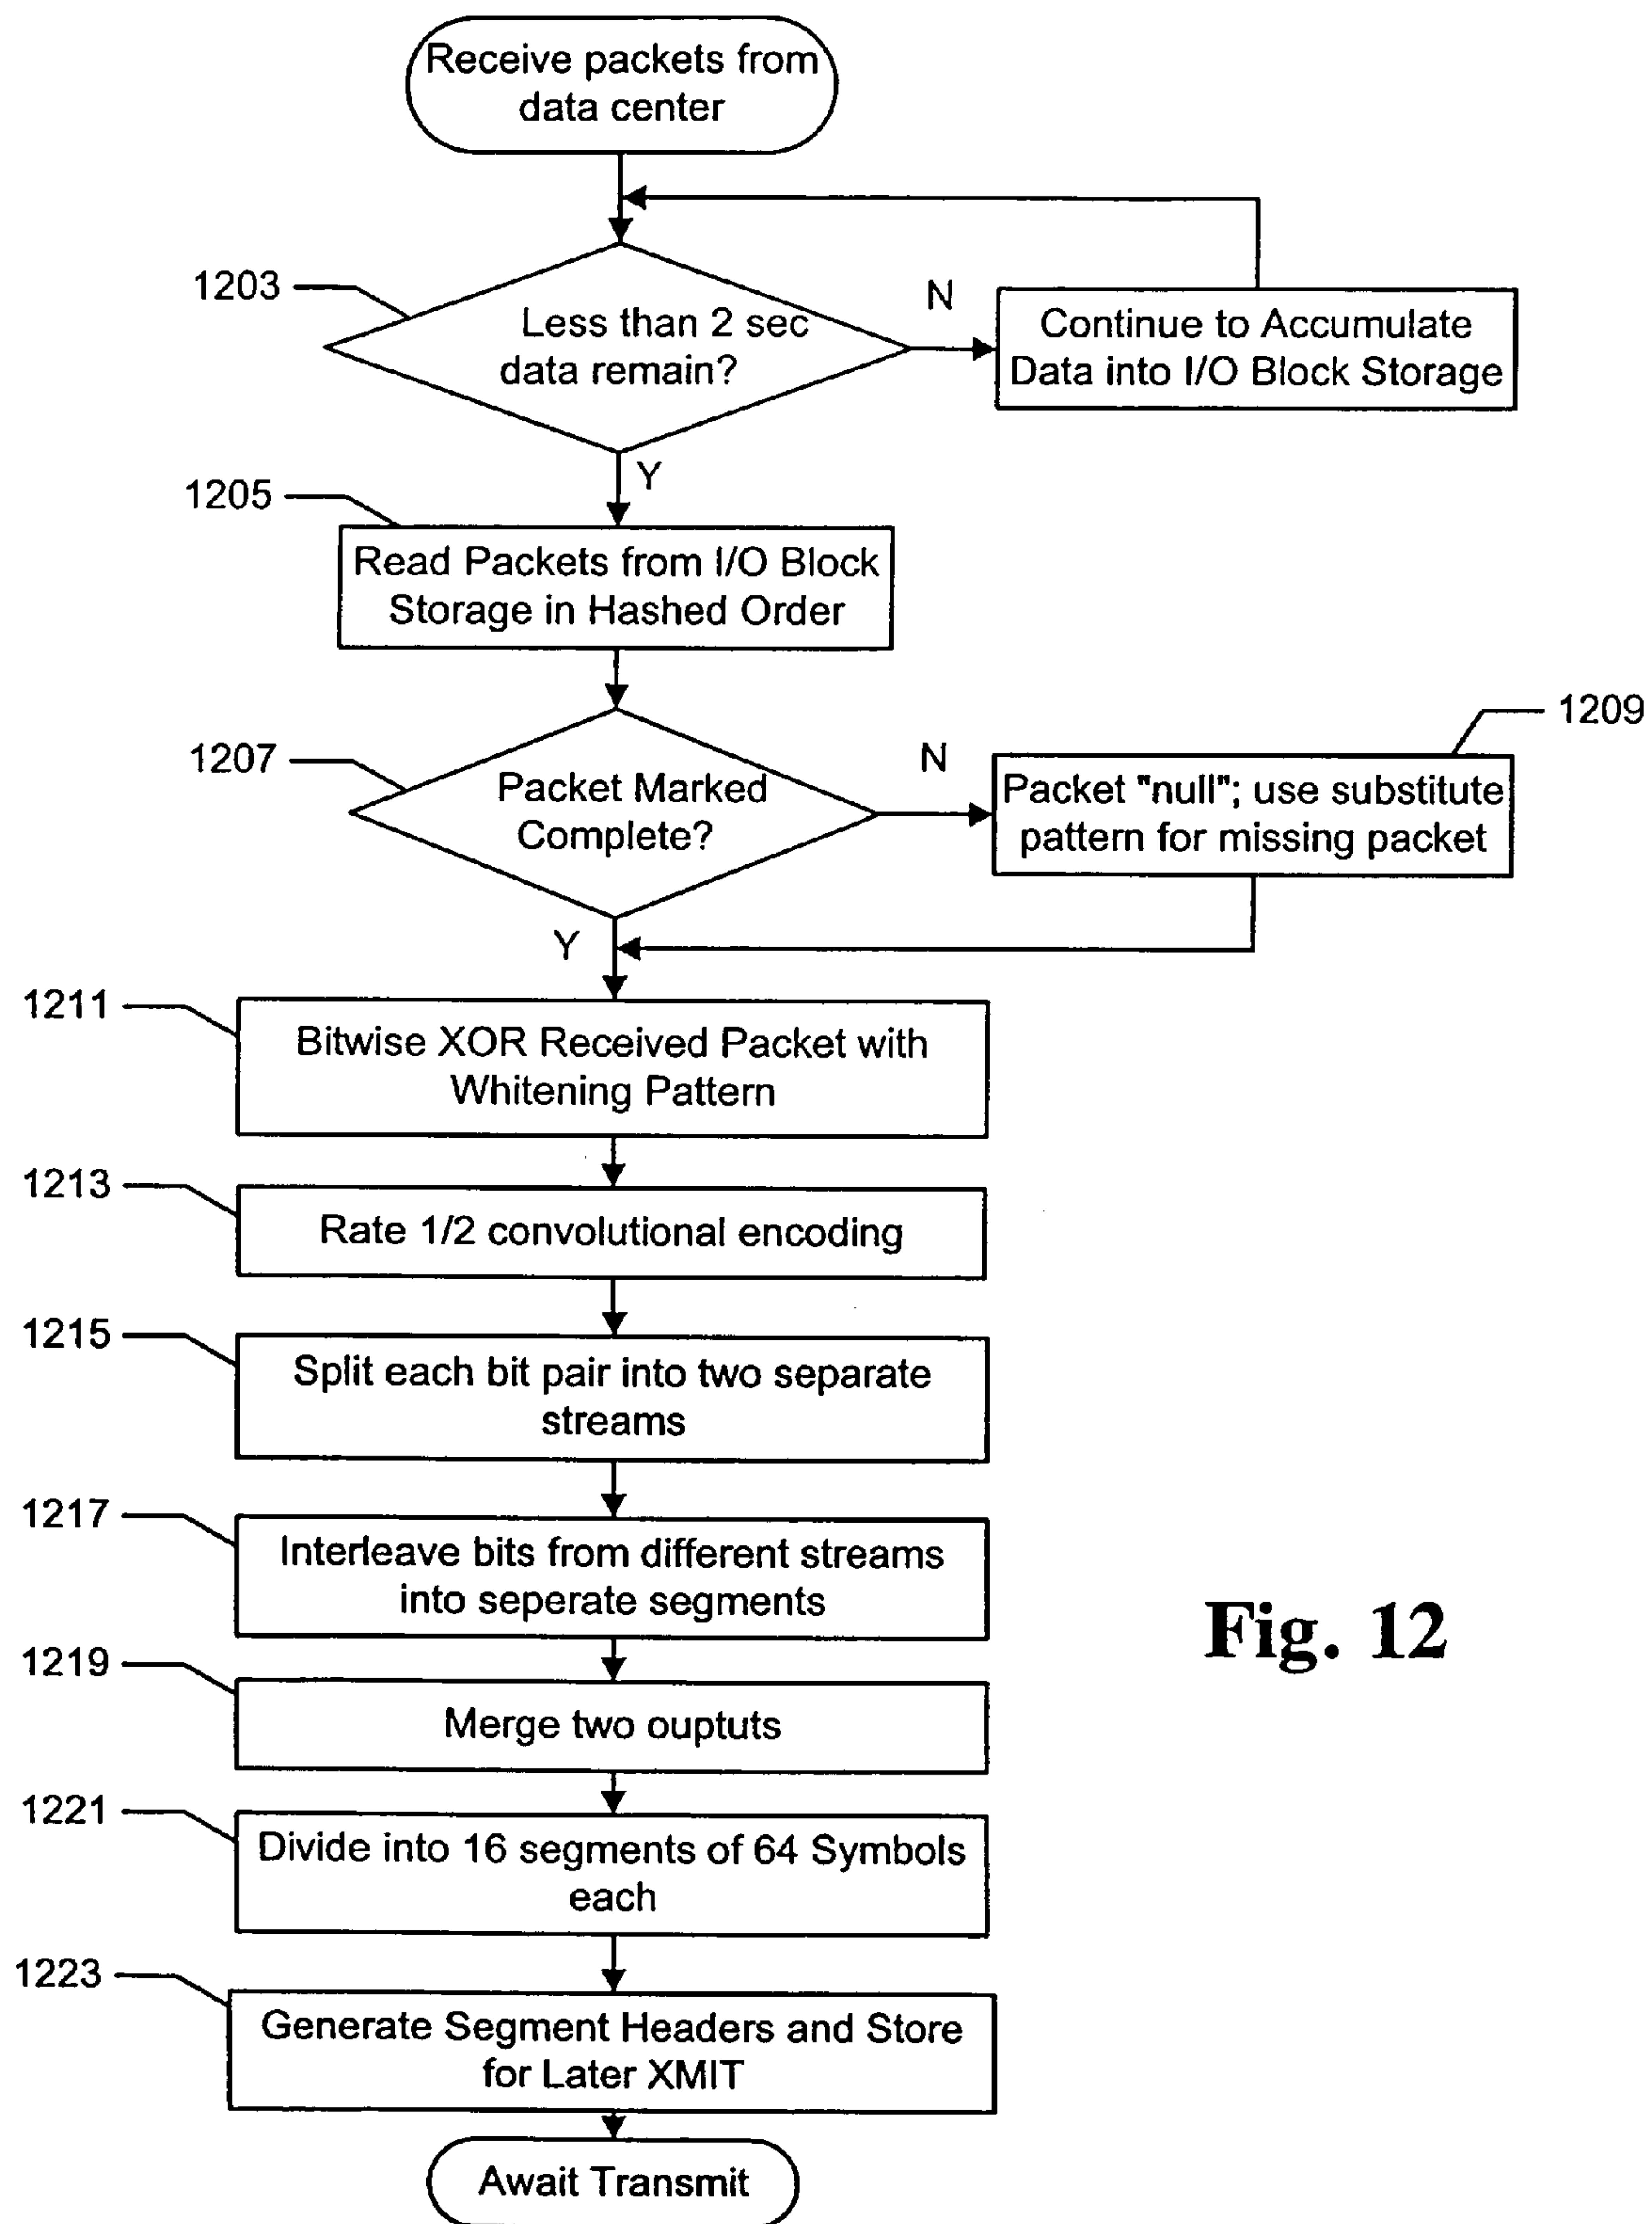 Receive packets from
data center
1203
Less than 2 sec
data remain?
N
Continue to Accumulate
Data into I/O Block Storage
Y
1205
Read Packets from I/O Block
Storage in Hashed Order
1207
Packet Marked
Complete?
N
1209
Packet "null"; use substitute
pattern for missing packet
Y
1211
Bitwise XOR Received Packet with
Whitening Pattern
1213
Rate 1/2 convolutional encoding
1215
Split each bit pair into two separate
streams
1217
Interleave bits from different streams
into seperate segments
Fig. 12
1219
Merge two ouptuts
1221
Divide into 16 segments of 64 Symbols
each
1223
Generate Segment Headers and Store
for Later XMIT
Await Transmit